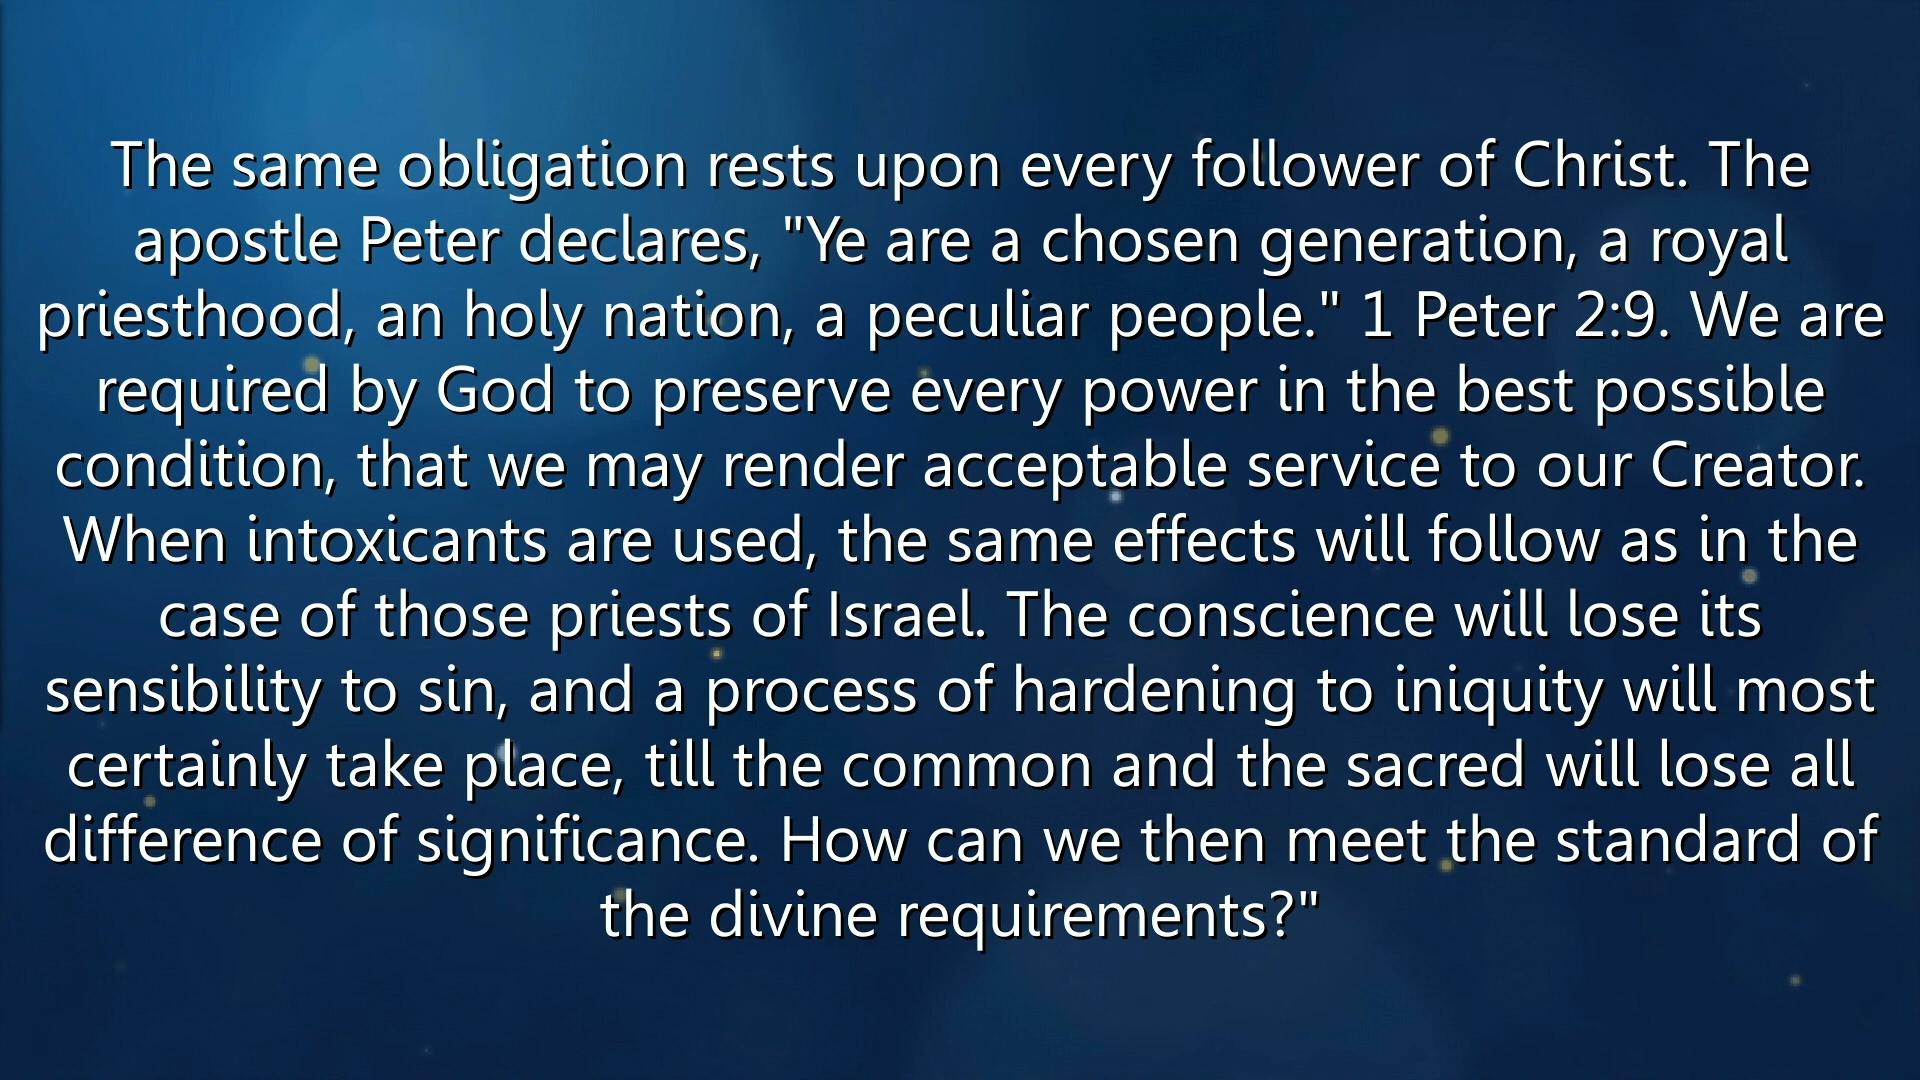 The same obligation rests upon every follower of Christ. The
apostle Peter declares, "Ye are a chosen generation, a royal
priesthood, an holy nation, a peculiar people." 1 Peter 2:9. We are
required by God to preserve every power in the best possible
condition, that we may render acceptable service to our Creator.
When intoxicants are used, the same effects will follow as in the
case of those priests of Israel. The conscience will lose its
sensibility to sin, and a process of hardening to iniquity will most
certainly take place, till the common and the sacred will lose all
difference of significance. How can we then meet the standard of
the divine requirements?"